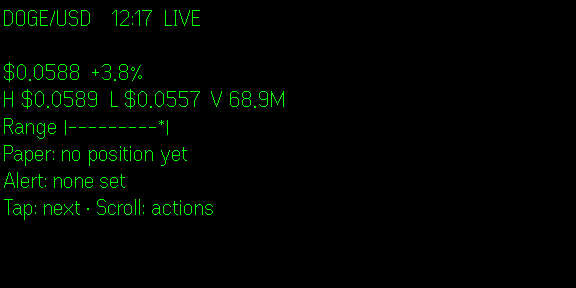 DOGE/USD 12:17 LIVE
$0.0588 +3.8%
H $0.0589 L $0.0557 V 68.9M
Range |---------*|
Paper: no position yet
Alert: none set
Tap: next · Scroll: actions